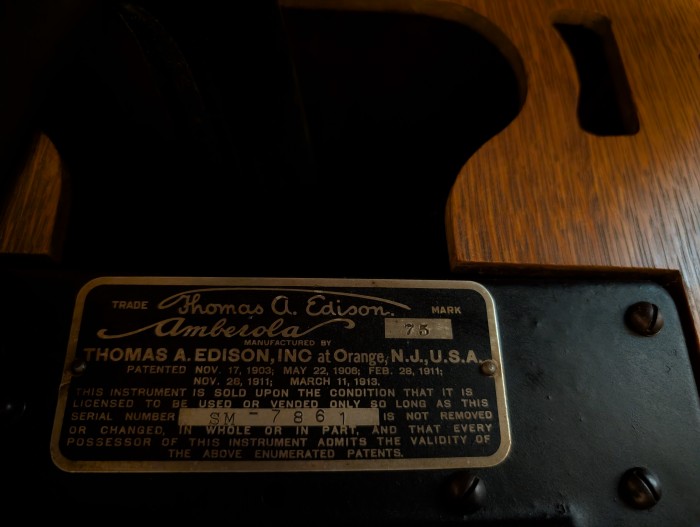 TRADE Thomas A. Edison. MARK
Amberola 75
MANUFACTURED BY
THOMAS A. EDISON, INC at Orange, N.J., U.S.A.
PATENTED NOV. 17, 1903; MAY 22, 1906; FEB. 28, 1911;
NOV. 28, 1911; MARCH 11, 1913.
THIS INSTRUMENT IS SOLD UPON THE CONDITION THAT IT IS
LICENSED TO BE USED OR VENDED ONLY SO LONG AS THIS
SERIAL NUMBER SM-7861 IS NOT REMOVED
OR CHANGED, IN WHOLE OR IN PART, AND THAT EVERY
POSSESSOR OF THIS INSTRUMENT ADMITS THE VALIDITY OF
THE ABOVE ENUMERATED PATENTS.